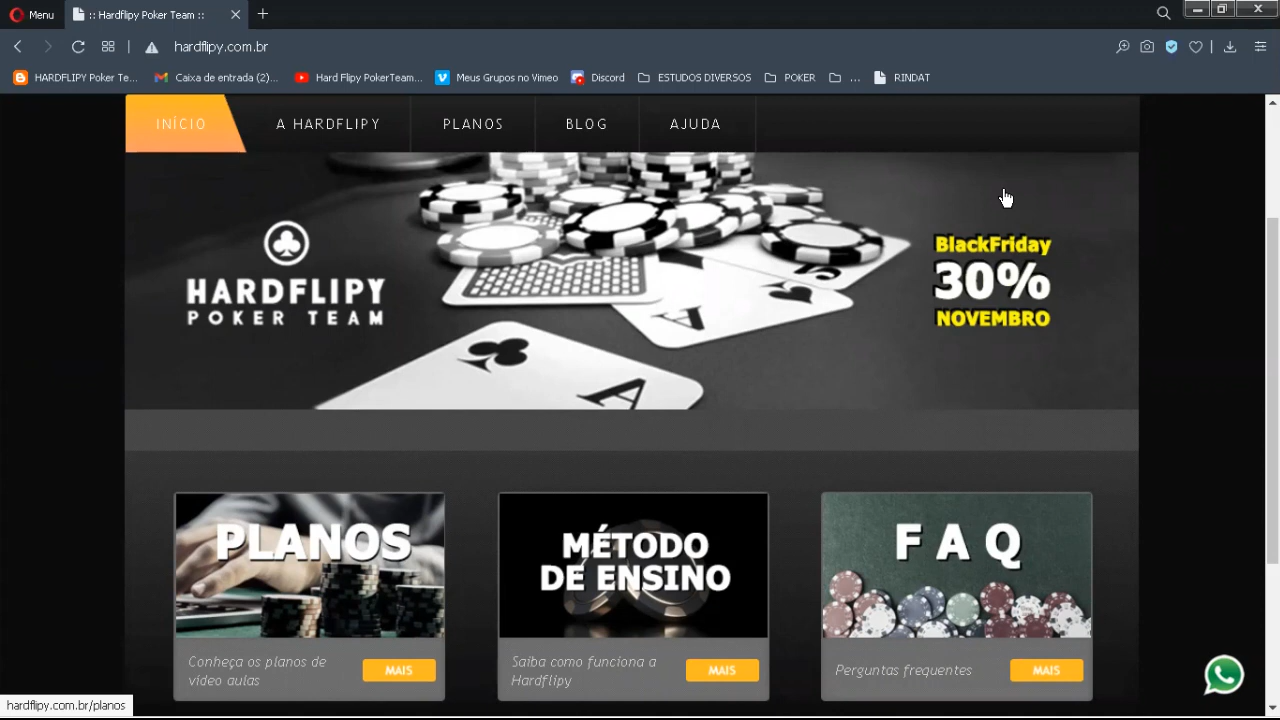 Menu
:: Hardflipy Poker Team ::
hardflipy.com.br
HARDFLIPY Poker Te...
Caixa de entrada (2)...
Hard Flipy PokerTeam...
Meus Grupos no Vimeo
Discord
ESTUDOS DIVERSOS
POKER
...
RINDAT
INÍCIO
A HARDFLIPY
PLANOS
BLOG
AJUDA
HARDFLIPY
POKER TEAM
A
A
5
BlackFriday
30%
NOVEMBRO
PLANOS
Conheça os planos de
vídeo aulas
MAIS
MÉTODO
DE ENSINO
Saiba como funciona a
Hardflipy
MAIS
FAQ
Perguntas frequentes
MAIS
hardflipy.com.br/planos